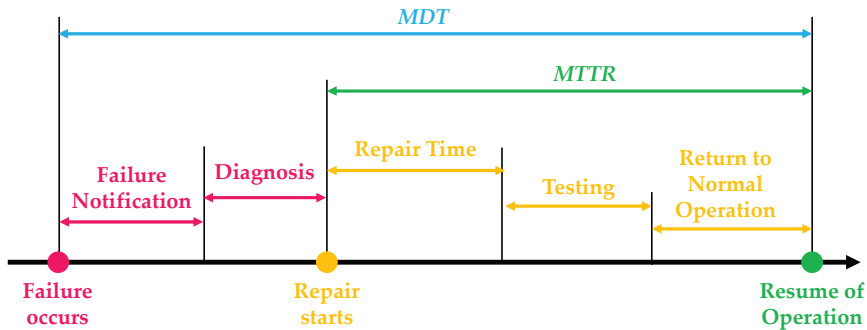 MDT
MTTR
Failure
Notification
Diagnosis
Repair Time
Testing
Return to
Normal
Operation
Failure
occurs
Repair
starts
Resume of
Operation